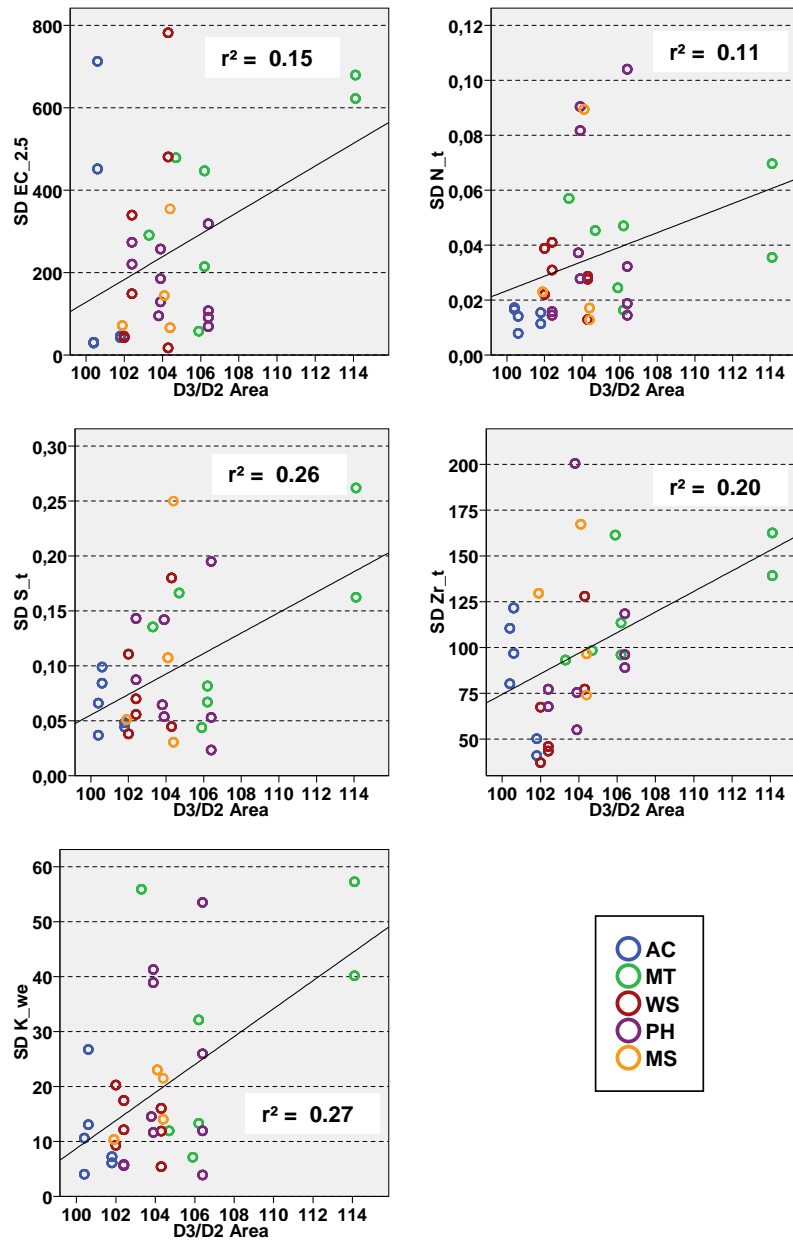 800
600
400
200
0
SD EC_2.5
r² = 0.15
100 102 104 106 108 110 112 114
D3/D2 Area
0,12
0,10
0,08
0,06
0,04
0,02
0,00
SD N_t
r² = 0.11
100 102 104 106 108 110 112 114
D3/D2 Area
0,30
0,25
0,20
0,15
0,10
0,05
0,00
SD S_t
r² = 0.26
100 102 104 106 108 110 112 114
D3/D2 Area
200
175
150
125
100
75
50
SD Zr_t
r² = 0.20
100 102 104 106 108 110 112 114
D3/D2 Area
60
50
40
30
20
10
0
SD K_we
r² = 0.27
100 102 104 106 108 110 112 114
D3/D2 Area
AC
MT
WS
PH
MS